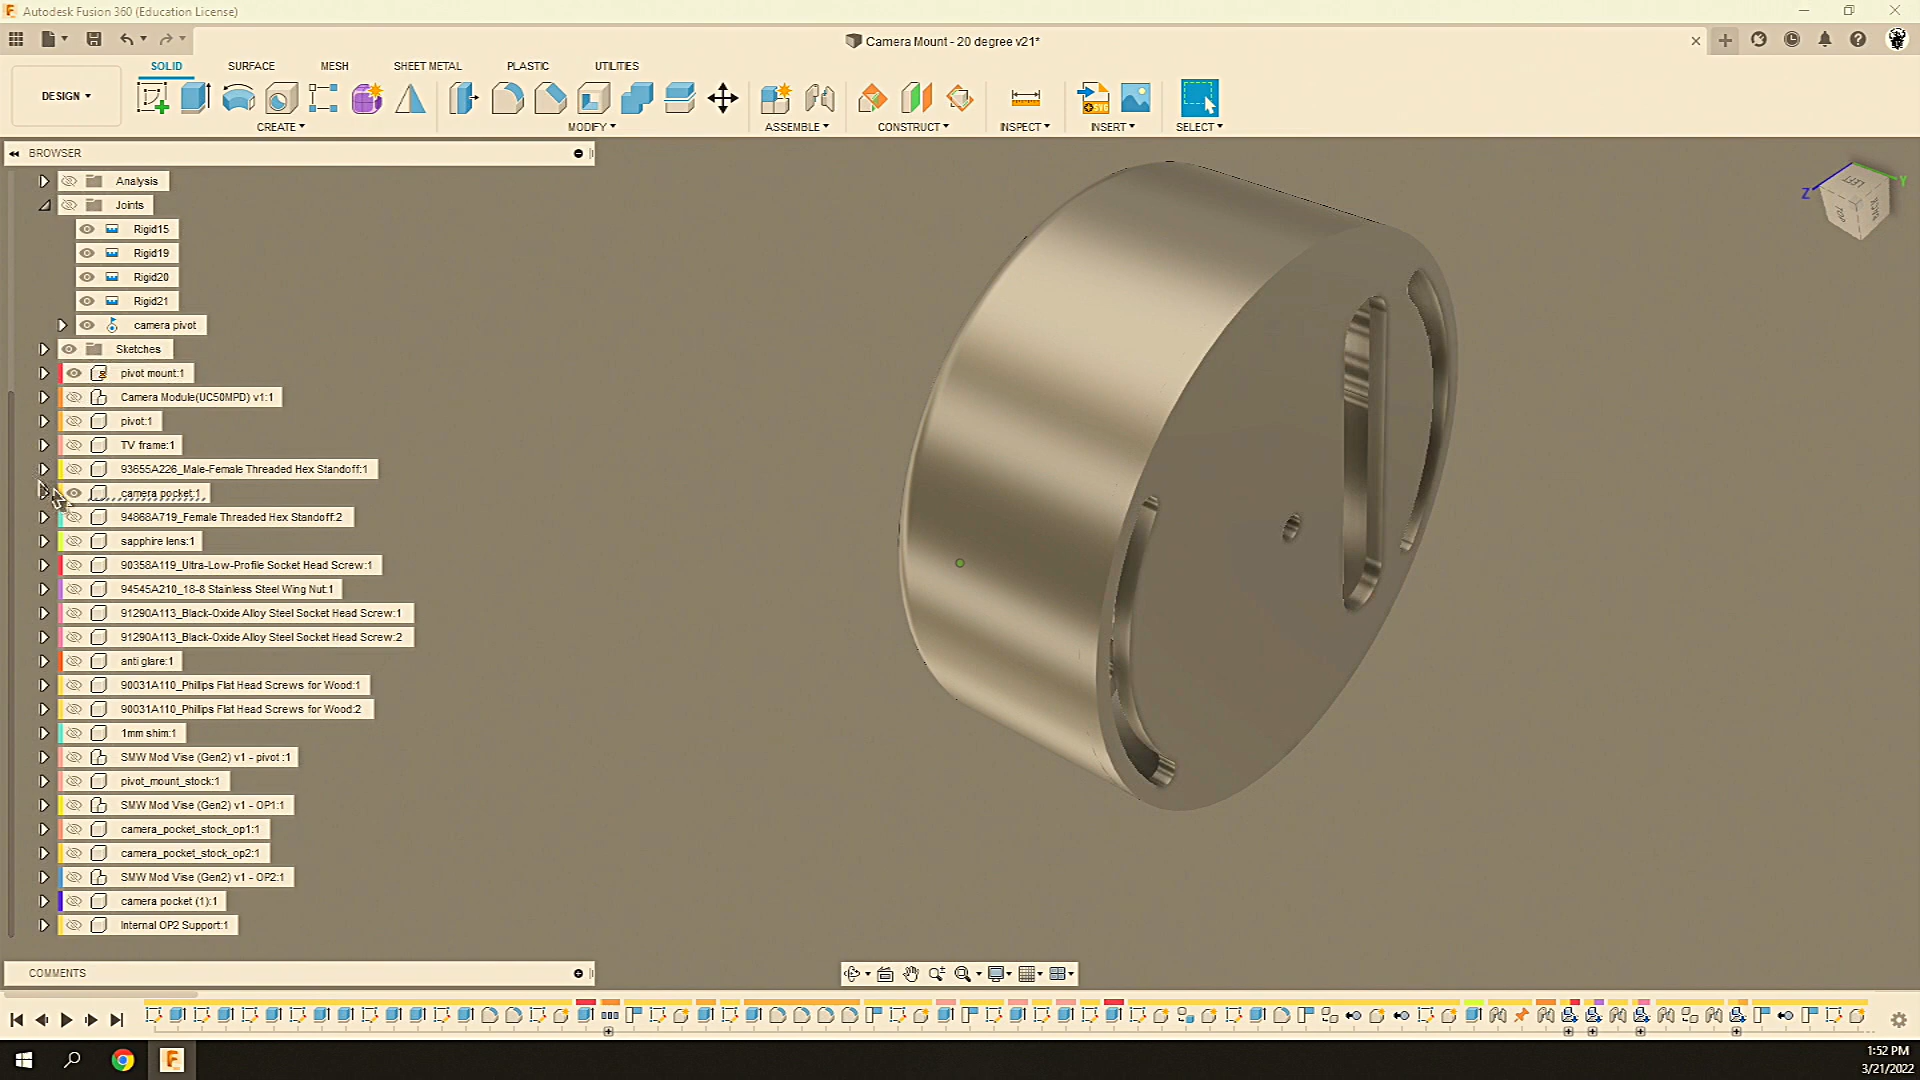 Autodesk Fusion 360 (Education License)
Camera Mount - 20 degree v21*
SOLID SURFACE MESH SHEET METAL PLASTIC UTILITIES
DESIGN
CREATE MODIFY ASSEMBLE CONSTRUCT INSPECT INSERT SELECT
BROWSER
Analysis
Joints
Rigid15
Rigid19
Rigid20
Rigid21
camera pivot
Sketches
pivot mount:1
Camera Module(UC50MPD) v1:1
pivot:1
TV frame:1
93655A226_Male-Female Threaded Hex Standoff:1
camera pocket:1
94868A719_Female Threaded Hex Standoff:2
sapphire lens:1
90358A119_Ultra-Low-Profile Socket Head Screw:1
94545A210_18-8 Stainless Steel Wing Nut:1
91290A113_Black-Oxide Alloy Steel Socket Head Screw:1
91290A113_Black-Oxide Alloy Steel Socket Head Screw:2
anti glare:1
90031A110_Phillips Flat Head Screws for Wood:1
90031A110_Phillips Flat Head Screws for Wood:2
1mm shim:1
SMW Mod Vise (Gen2) v1 - pivot :1
pivot_mount_stock:1
SMW Mod Vise (Gen2) v1 - OP1:1
camera_pocket_stock_op1:1
camera_pocket_stock_op2:1
SMW Mod Vise (Gen2) v1 - OP2:1
camera pocket (1):1
Internal OP2 Support:1
COMMENTS
Z
Y
LEFT
TOP
BACK
1:52 PM
3/21/2022